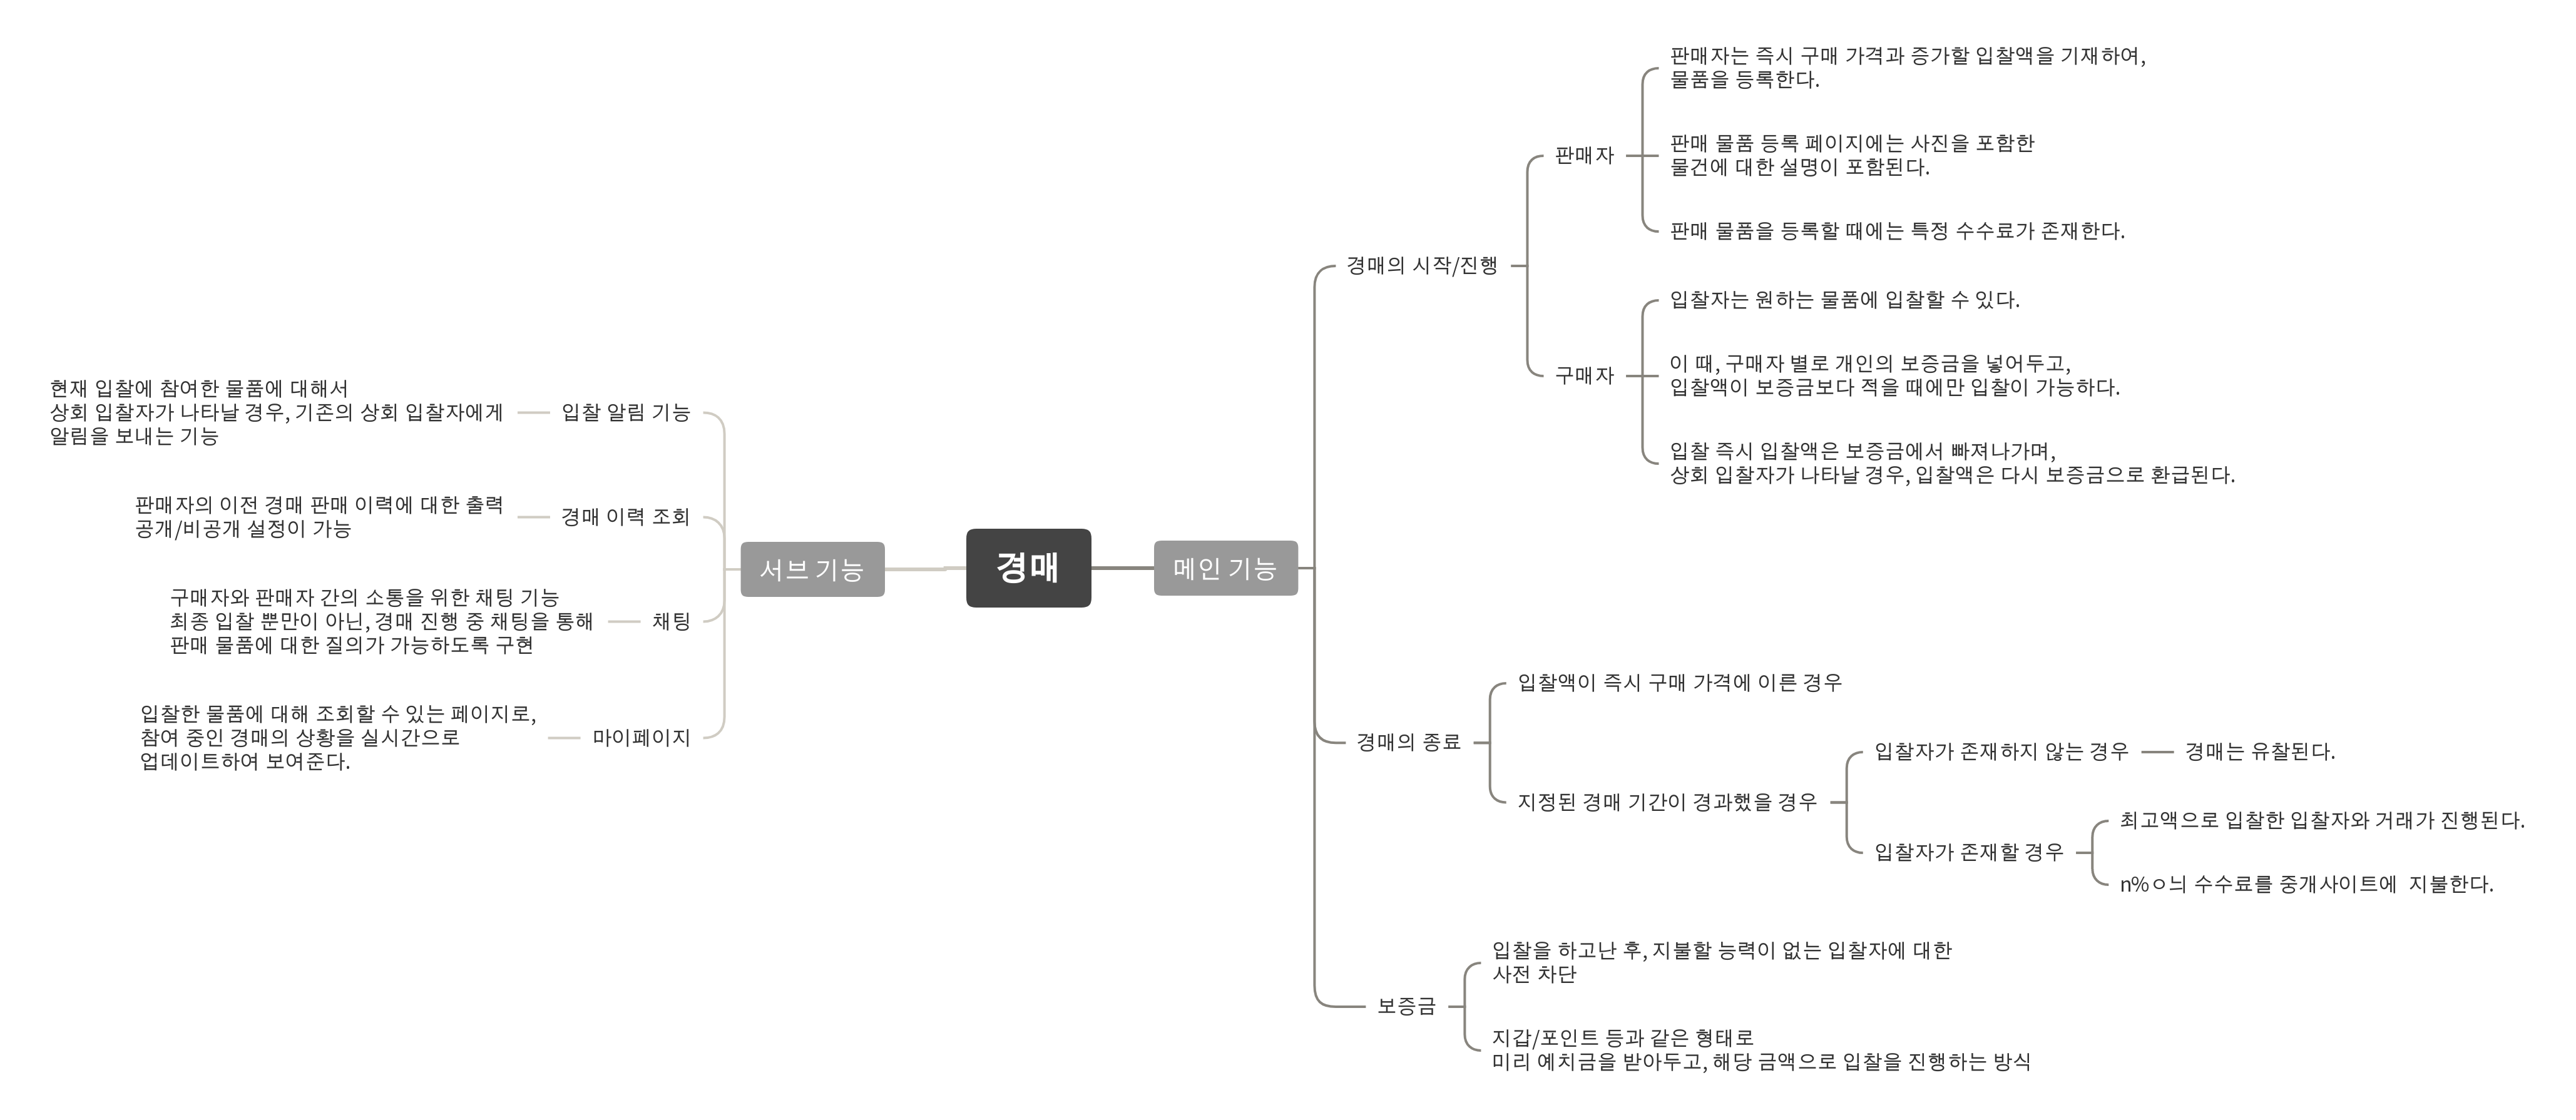 경매
메인 기능
경매의 시작/진행
판매자
판매자는 즉시 구매 가격과 증가할 입찰액을 기재하여,
물품을 등록한다.
판매 물품 등록 페이지에는 사진을 포함한
물건에 대한 설명이 포함된다.
판매 물품을 등록할 때에는 특정 수수료가 존재한다.
구매자
입찰자는 원하는 물품에 입찰할 수 있다.
이 때, 구매자 별로 개인의 보증금을 넣어두고,
입찰액이 보증금보다 적을 때에만 입찰이 가능하다.
입찰 즉시 입찰액은 보증금에서 빠져나가며,
상회 입찰자가 나타날 경우, 입찰액은 다시 보증금으로 환급된다.
경매의 종료
입찰액이 즉시 구매 가격에 이른 경우
지정된 경매 기간이 경과했을 경우
입찰자가 존재하지 않는 경우
경매는 유찰된다.
입찰자가 존재할 경우
최고액으로 입찰한 입찰자와 거래가 진행된다.
n%ㅇ늬 수수료를 중개사이트에  지불한다.
보증금
입찰을 하고난 후, 지불할 능력이 없는 입찰자에 대한
사전 차단
지갑/포인트 등과 같은 형태로
미리 예치금을 받아두고, 해당 금액으로 입찰을 진행하는 방식
서브 기능
입찰 알림 기능
현재 입찰에 참여한 물품에 대해서
상회 입찰자가 나타날 경우, 기존의 상회 입찰자에게
알림을 보내는 기능
경매 이력 조회
판매자의 이전 경매 판매 이력에 대한 출력
공개/비공개 설정이 가능
채팅
구매자와 판매자 간의 소통을 위한 채팅 기능
최종 입찰 뿐만이 아닌, 경매 진행 중 채팅을 통해
판매 물품에 대한 질의가 가능하도록 구현
마이페이지
입찰한 물품에 대해 조회할 수 있는 페이지로,
참여 중인 경매의 상황을 실시간으로
업데이트하여 보여준다.